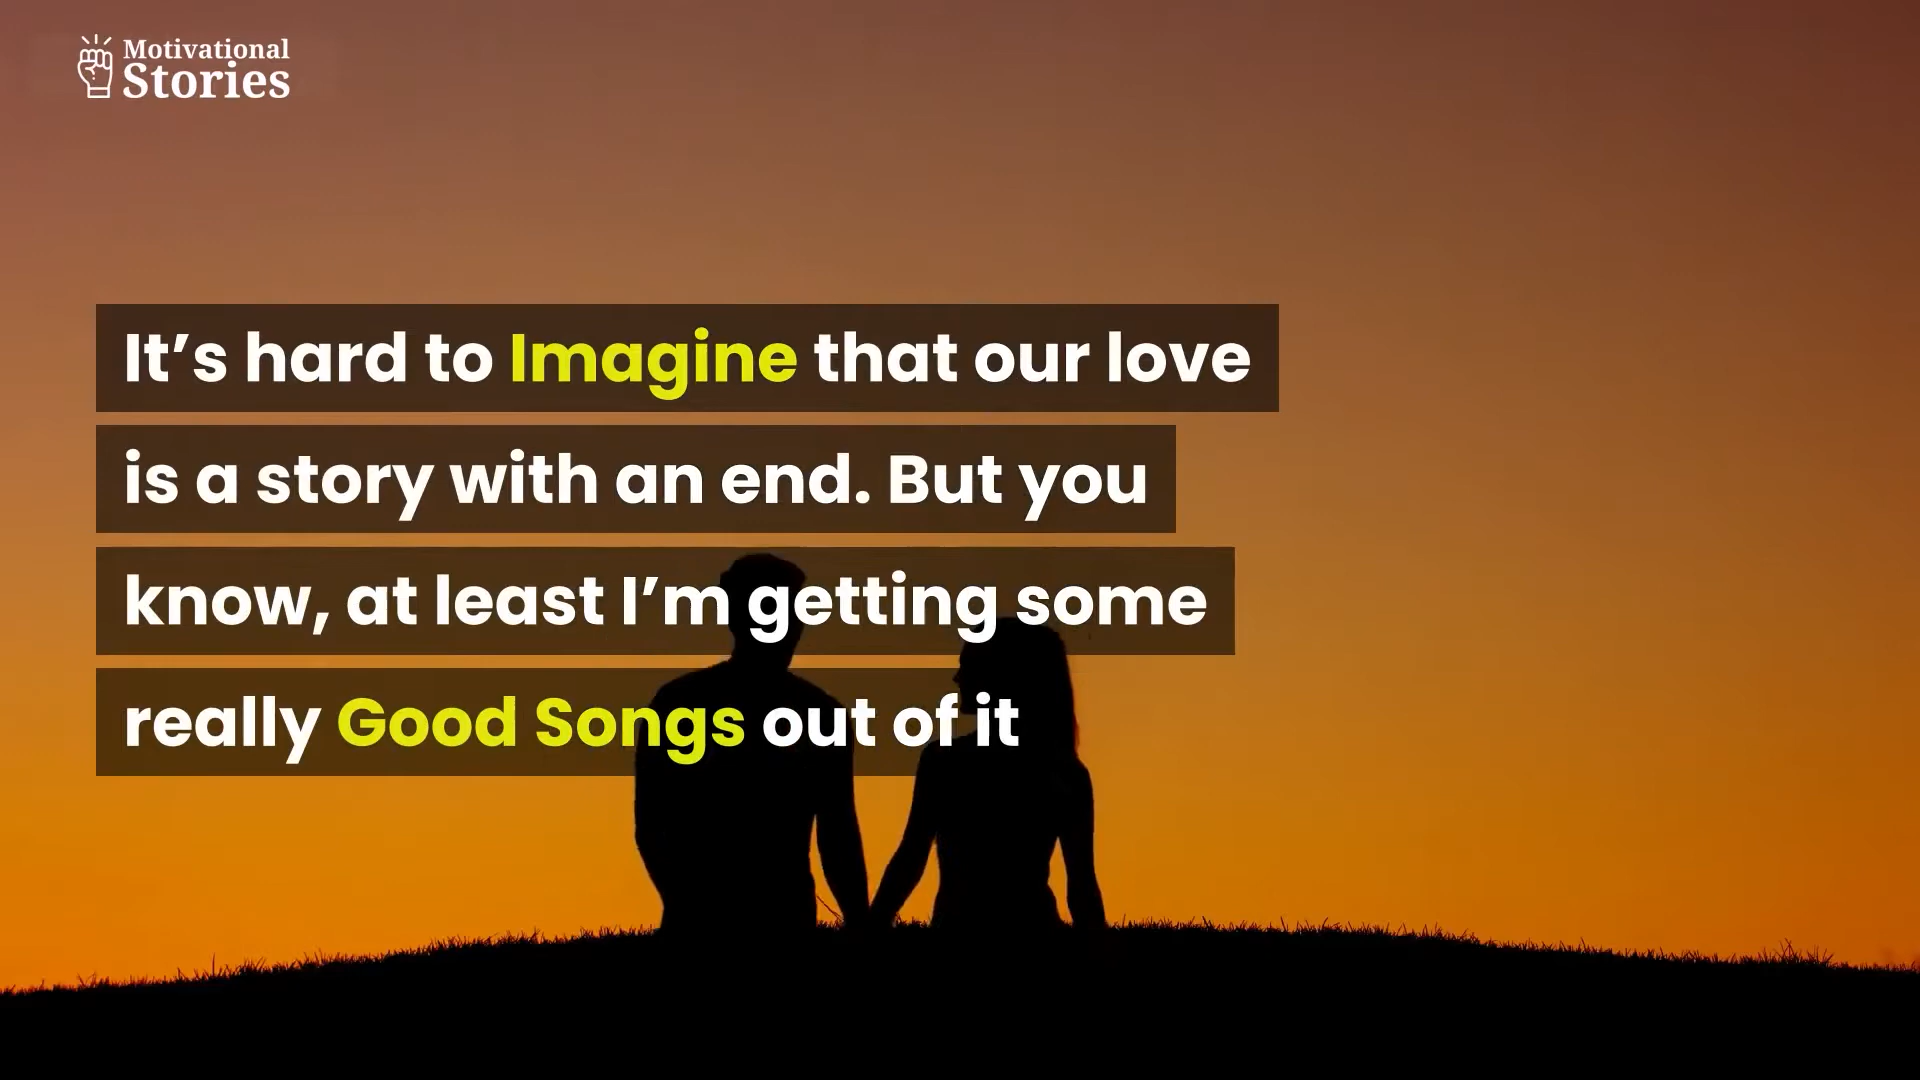 Motivational
Stories
It’s hard to Imagine that our love
is a story with an end. But you
know, at least I’m getting some
really Good Songs out of it